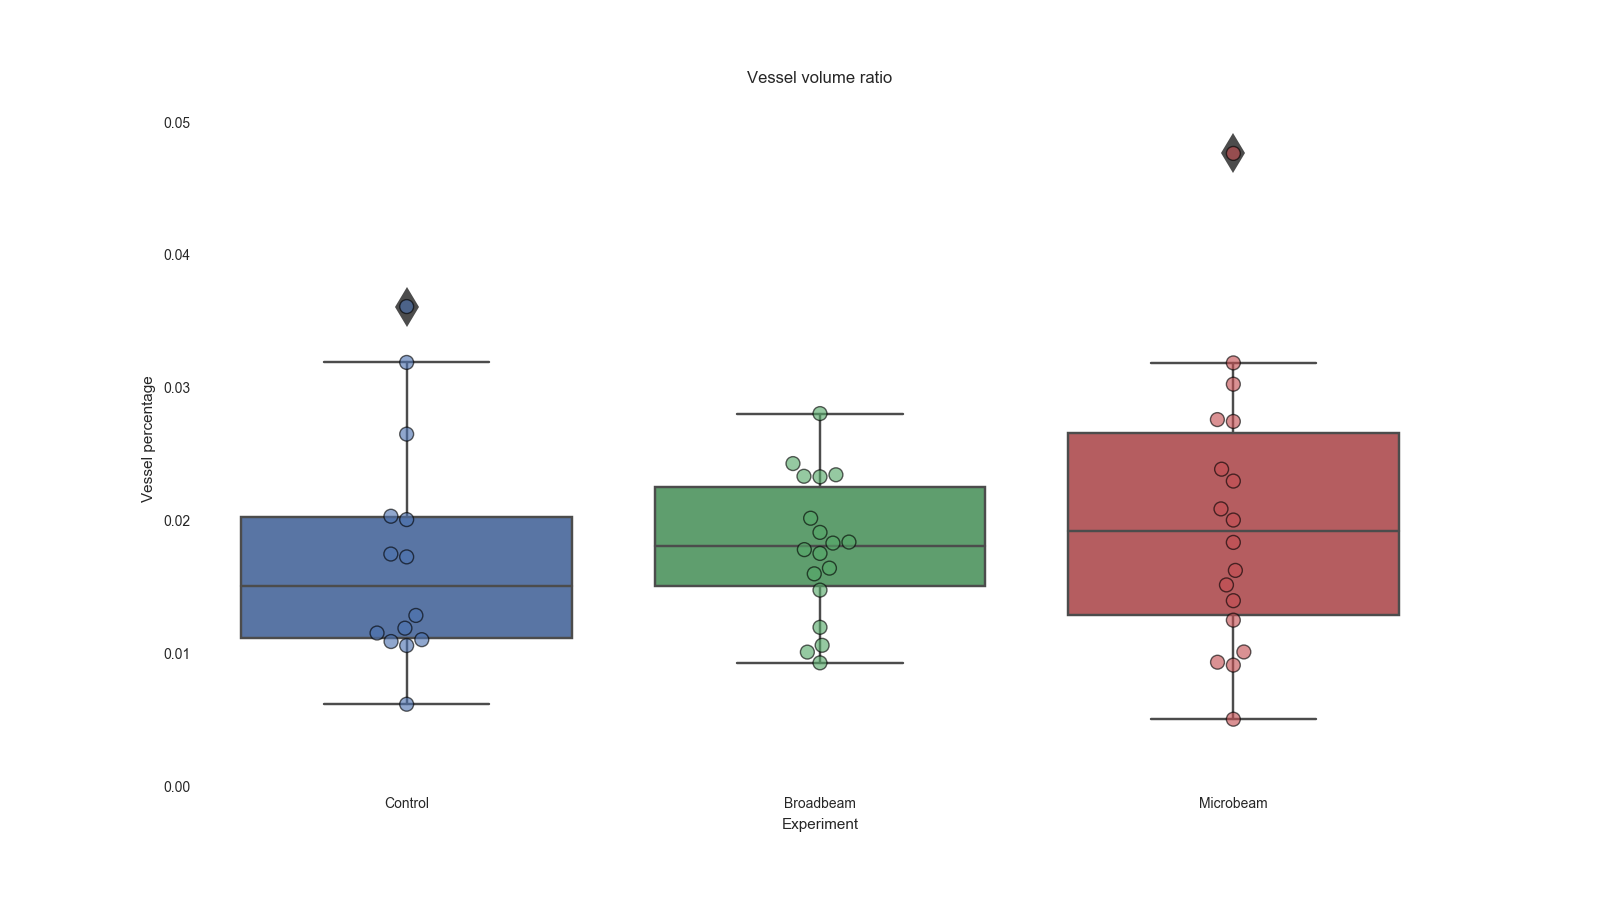 Vessel volume ratio
0.05
0.04
0.03
0.02
0.01
0.00
Vessel percentage
Control
Broadbeam
Microbeam
Experiment